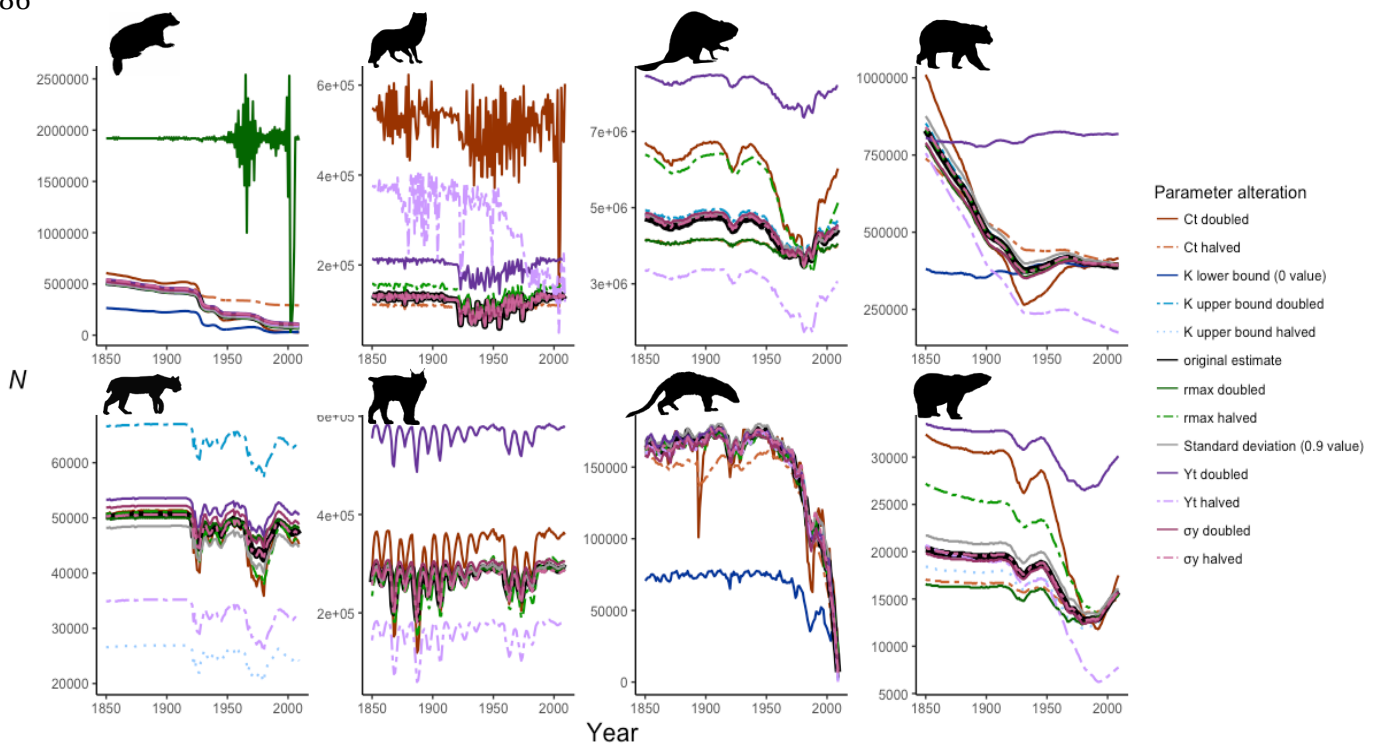 86
2500000
2000000
1500000
1000000
500000
0
1850 1900 1950 2000
6e+05
4e+05
2e+05
1850 1900 1950 2000
7e+06
5e+06
3e+06
1850 1900 1950 2000
1000000
750000
500000
250000
1850 1900 1950 2000
N
60000
50000
40000
30000
20000
1850 1900 1950 2000
6e+05
4e+05
2e+05
1850 1900 1950 2000
150000
100000
50000
0
1850 1900 1950 2000
30000
25000
20000
15000
10000
5000
1850 1900 1950 2000
Year
Parameter alteration
Ct doubled
Ct halved
K lower bound (0 value)
K upper bound doubled
K upper bound halved
original estimate
rmax doubled
rmax halved
Standard deviation (0.9 value)
Yt doubled
Yt halved
σy doubled
σy halved